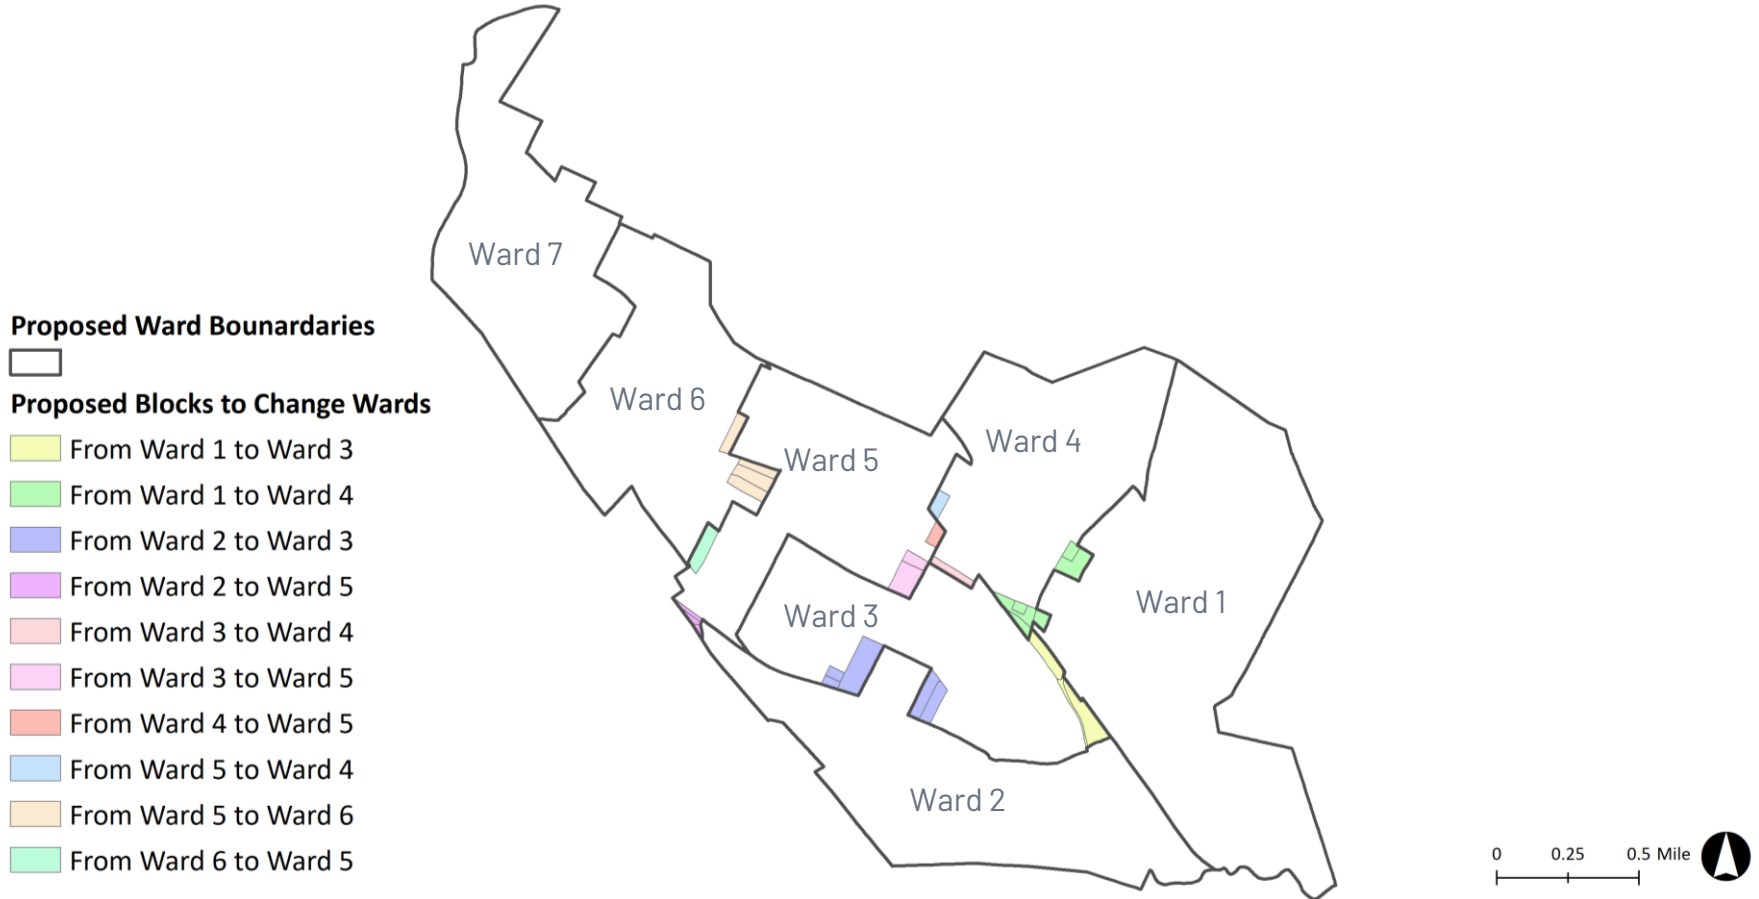 Ward 7
Proposed Ward Bounardaries
Proposed Blocks to Change Wards
From Ward 1 to Ward 3
From Ward 1 to Ward 4
From Ward 2 to Ward 3
From Ward 2 to Ward 5
From Ward 3 to Ward 4
From Ward 3 to Ward 5
From Ward 4 to Ward 5
From Ward 5 to Ward 4
From Ward 5 to Ward 6
From Ward 6 to Ward 5
Ward 6
Ward 5
Ward 4
Ward 3
Ward 1
Ward 2
0 0.25 0.5 Mile